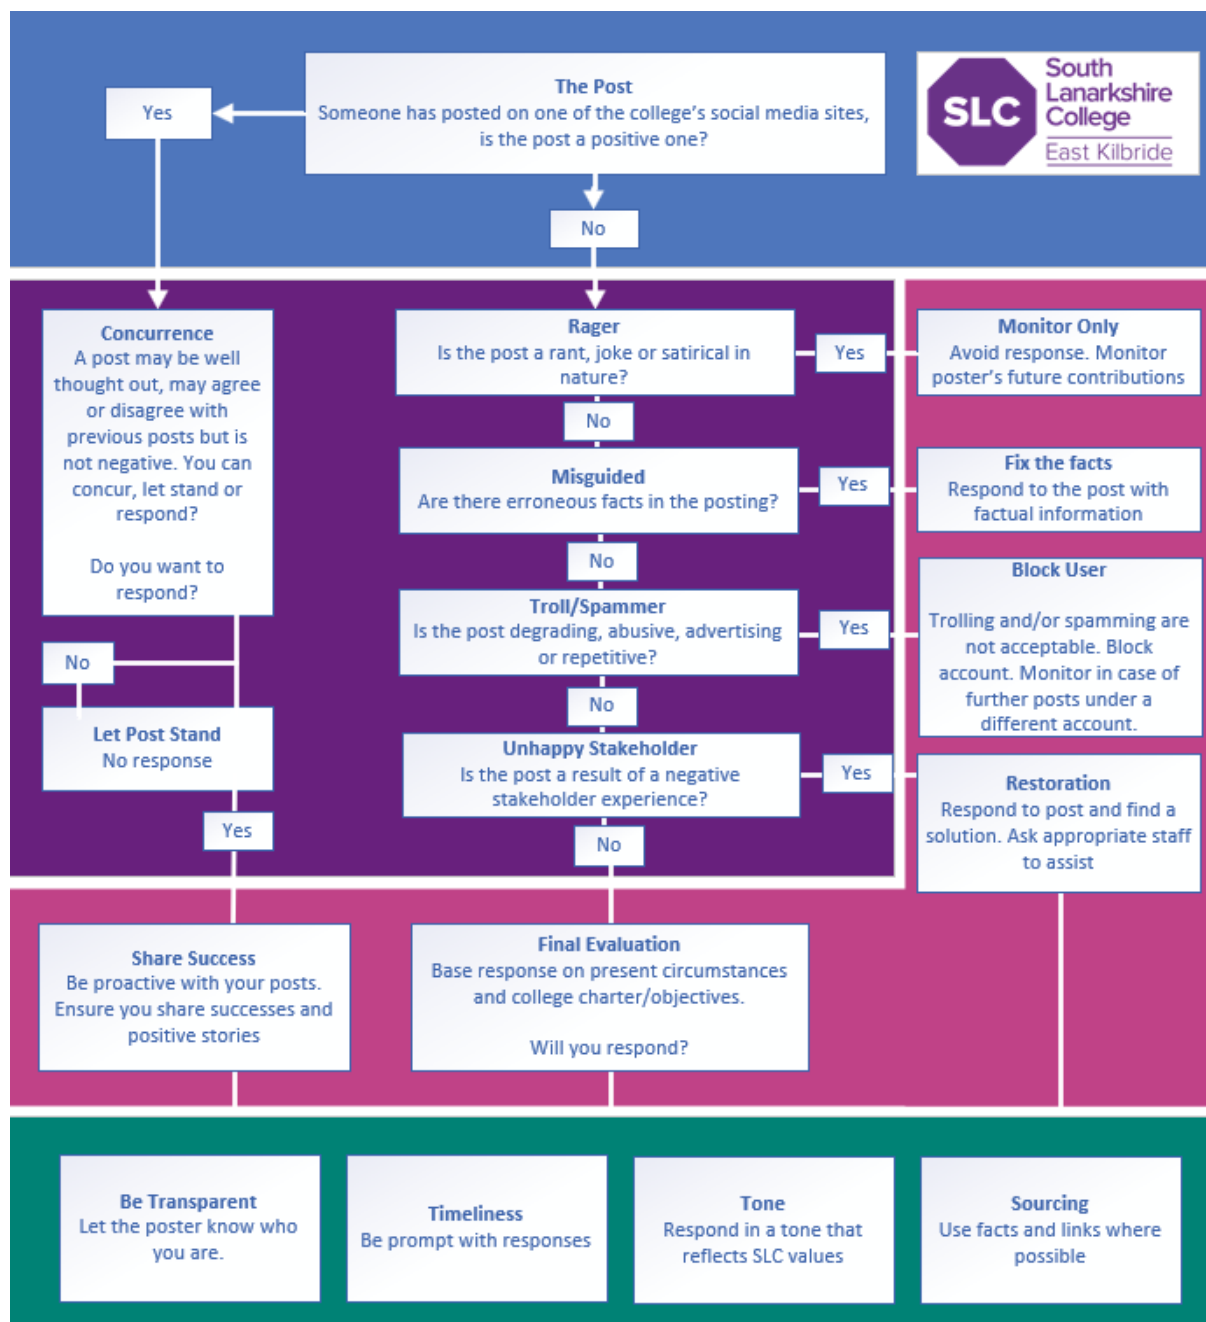 The Post
Someone has posted on one of the college's social media sites,
is the post a positive one?
Yes
SLC
South
Lanarkshire
College
East Kilbride
No
Concurrence
A post may be well
thought out, may agree
or disagree with
previous posts but is
not negative. You can
concur, let stand or
respond?
Do you want to
respond?
No
Let Post Stand
No response
Yes
Rager
Is the post a rant, joke or satirical in
nature?
Yes
Monitor Only
Avoid response. Monitor
poster's future contributions
No
Misguided
Are there erroneous facts in the posting?
Yes
Fix the facts
Respond to the post with
factual information
No
Troll/Spammer
Is the post degrading, abusive, advertising
or repetitive?
Yes
Block User
Trolling and/or spamming are
not acceptable. Block
account. Monitor in case of
further posts under a
different account.
No
Unhappy Stakeholder
Is the post a result of a negative
stakeholder experience?
Yes
Restoration
Respond to post and find a
solution. Ask appropriate staff
to assist
No
Share Success
Be proactive with your posts.
Ensure you share successes and
positive stories
Final Evaluation
Base response on present circumstances
and college charter/objectives.
Will you respond?
Be Transparent
Let the poster know who
you are.
Timeliness
Be prompt with responses
Tone
Respond in a tone that
reflects SLC values
Sourcing
Use facts and links where
possible